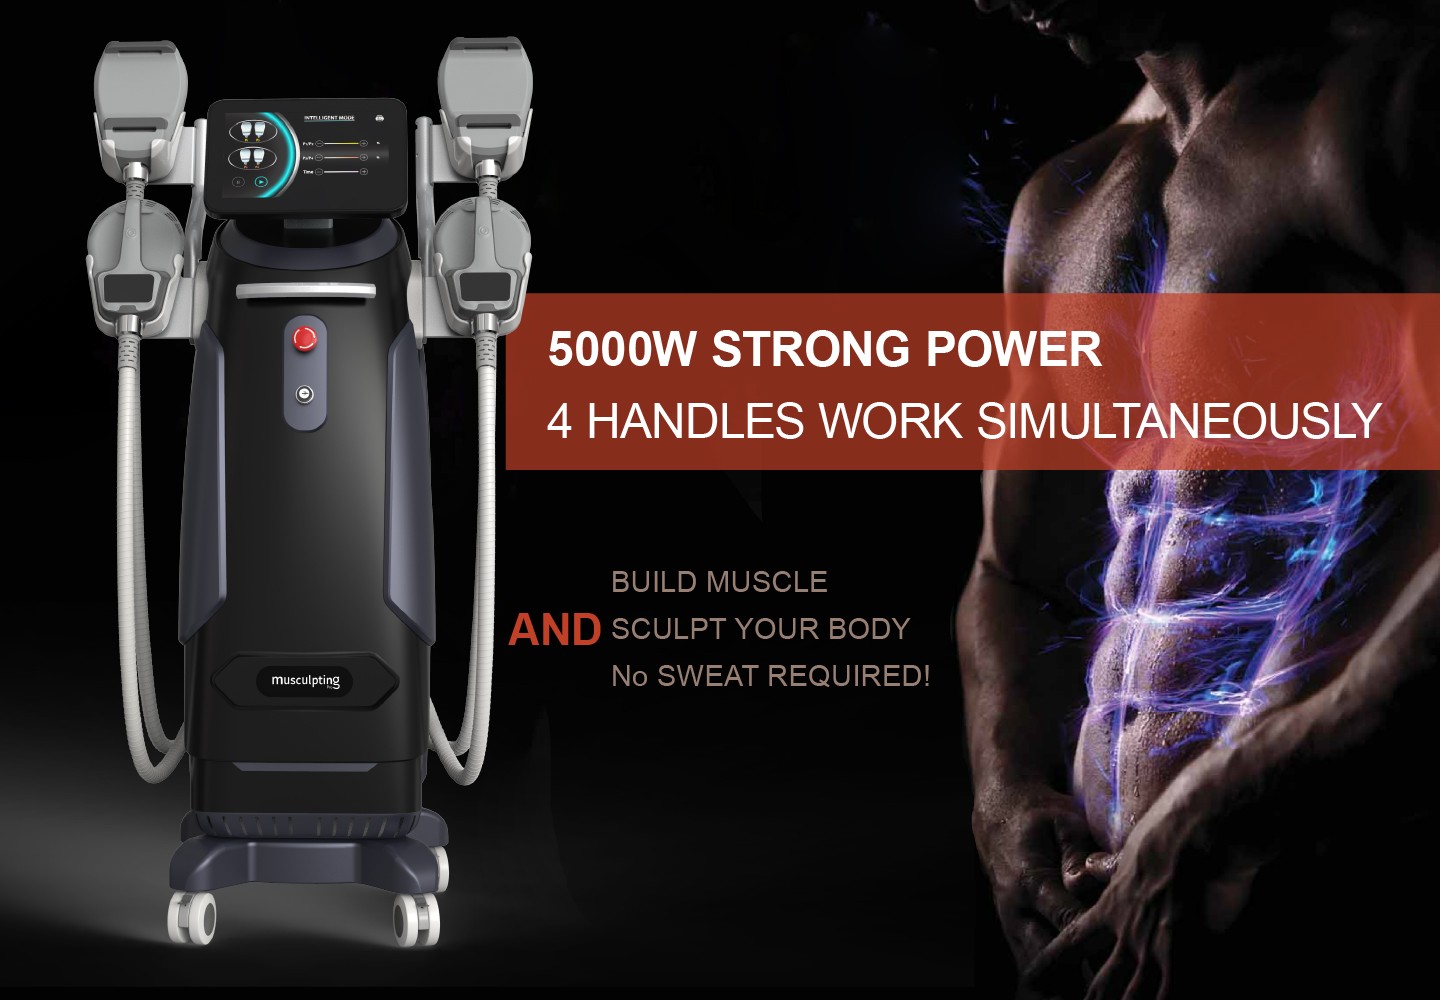 INTELLIGENT MODE
Time
5000W STRONG POWER
4 HANDLES WORK SIMULTANEOUSLY
BUILD MUSCLE
AND SCULPT YOUR BODY
No SWEAT REQUIRED!
musculpting